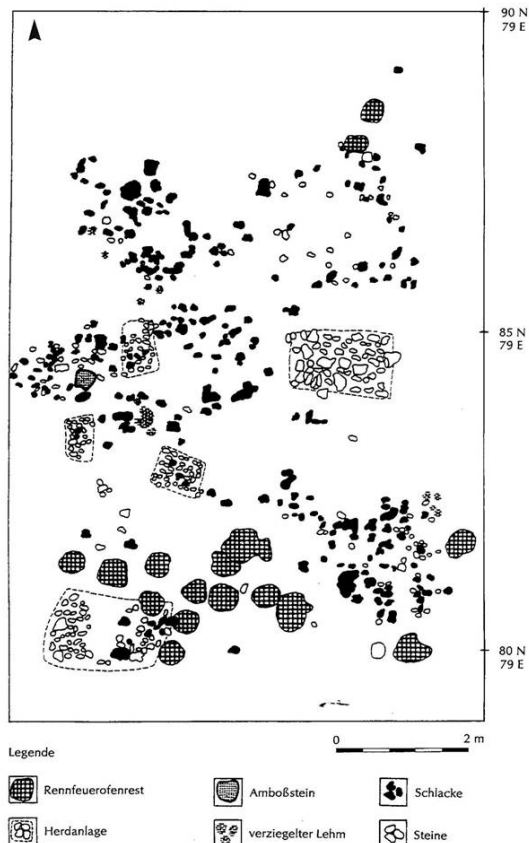 90 N
79 E
85 N
79 E
80 N
79 E
0 2 m
Legende
Rennfeuerofenrest
Amboßstein
Schlacke
Herdanlage
verziegelter Lehm
Steine